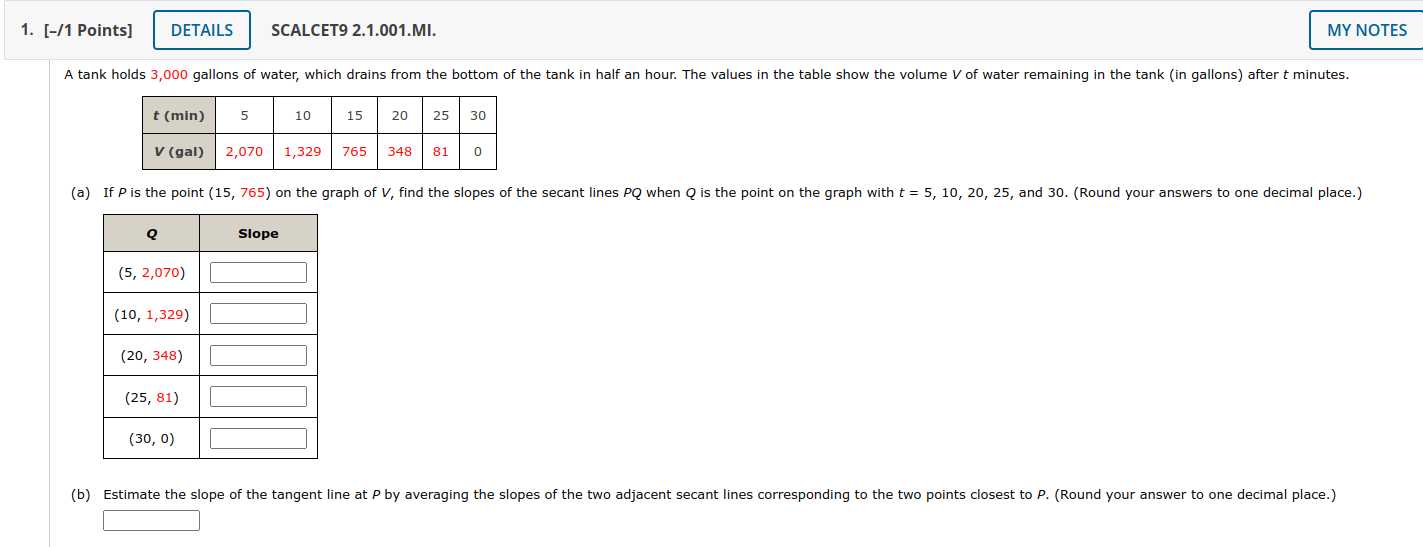 1. [-/1 Points] DETAILS SCALCET9 2.1.001.MI. MY NOTES
A tank holds 3,000 gallons of water, which drains from the bottom of the tank in half an hour. The values in the table show the volume V of water remaining in the tank (in gallons) after t minutes.
t (min) 5 10 15 20 25 30
V (gal) 2,070 1,329 765 348 81 0
(a) If P is the point (15, 765) on the graph of V, find the slopes of the secant lines PQ when Q is the point on the graph with t = 5, 10, 20, 25, and 30. (Round your answers to one decimal place.)
Q Slope
(5, 2,070)
(10, 1,329)
(20, 348)
(25, 81)
(30, 0)
(b) Estimate the slope of the tangent line at P by averaging the slopes of the two adjacent secant lines corresponding to the two points closest to P. (Round your answer to one decimal place.)